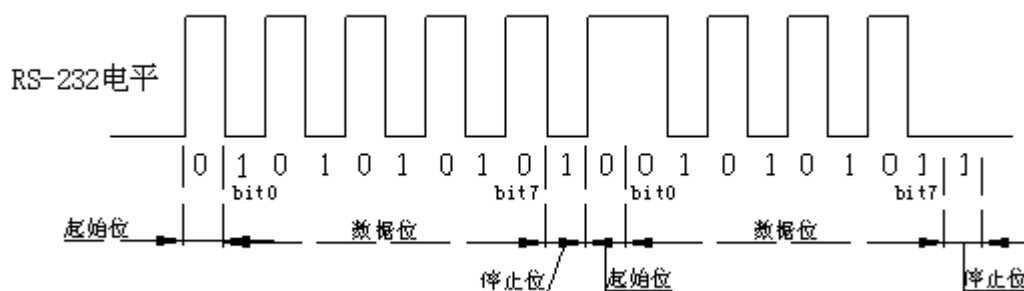 RS-232电平
0 1 0 1 0 1 0 1 0 1 0 0 1 0 1 0 1 0 1 1
bit0 bit7 bit0 bit7
起始位 数据位 数据位
停止位 起始位 停止位